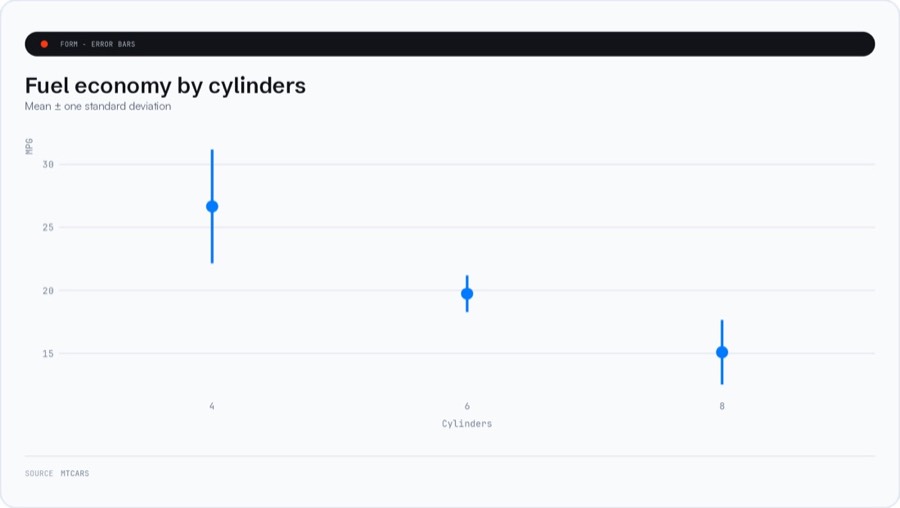 FORM - ERROR BARS
Fuel economy by cylinders
Mean ± one standard deviation
MPG
30
25
20
15
4 6 8
Cylinders
SOURCE MTCARS